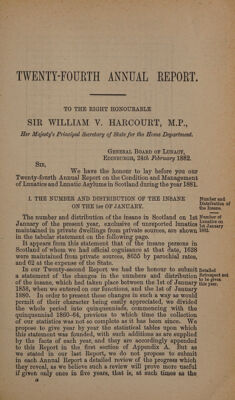 TWENTY-FOURTH ANNUAL REPORT.
TO THE RIGHT HONOURABLE
SIR WILLIAM V. HARCOURT, M.P.,
Her Majesty's Principal Secretary of State for the Home Department.
GENERAL BOARD OF LUNACY,
EDINBURGH, 24th February 1882.
SIR,
We have the honour to lay before you our
Twenty-fourth Annual Report on the Condition and Management
of Lunatics and Lunatic Asylums in Scotland during the year 1881.
I. THE NUMBER AND DISTRIBUTION OF THE INSANE
ON THE 1ST OF JANUARY.
Number and
Distribution of
the Insane.
The number and distribution of the insane in Scotland on 1st
January of the present year, exclusive of unreported lunatics
maintained in private dwellings from private sources, are shown
in the tabular statement on the following page.
Number of
Lunatics on
1st January
1882.
It appears from this statement that of the insane persons in
Scotland of whom we had official cognisance at that date, 1638
were maintained from private sources, 8655 by parochial rates,
and 62 at the expense of the State.
In our Twenty-second Report we had the honour to submit
a statement of the changes in the numbers and distribution
of the insane, which had taken place between the 1st of January
1858, when we entered on our functions, and the 1st of January
1880. In order to present these changes in such a way as would
permit of their character being easily appreciated, we divided
the whole period into quinquenniads, commencing with the
quinquenniad 1860-64, previous to which time the collection
of our statistics was not so complete as it has been since. We
propose to give year by year the statistical tables upon which
this statement was founded, with such additions as are supplied
by the facts of each year, and they are accordingly appended
to this Report in the first section of Appendix A. But as
we stated in our last Report, we do not propose to submit
in each Annual Report a detailed review of the progress which
they reveal, as we believe such a review will prove more useful
if given only once in five years, that is, at such times as the
Detailed
Retrospect not
to be given
this year.
a